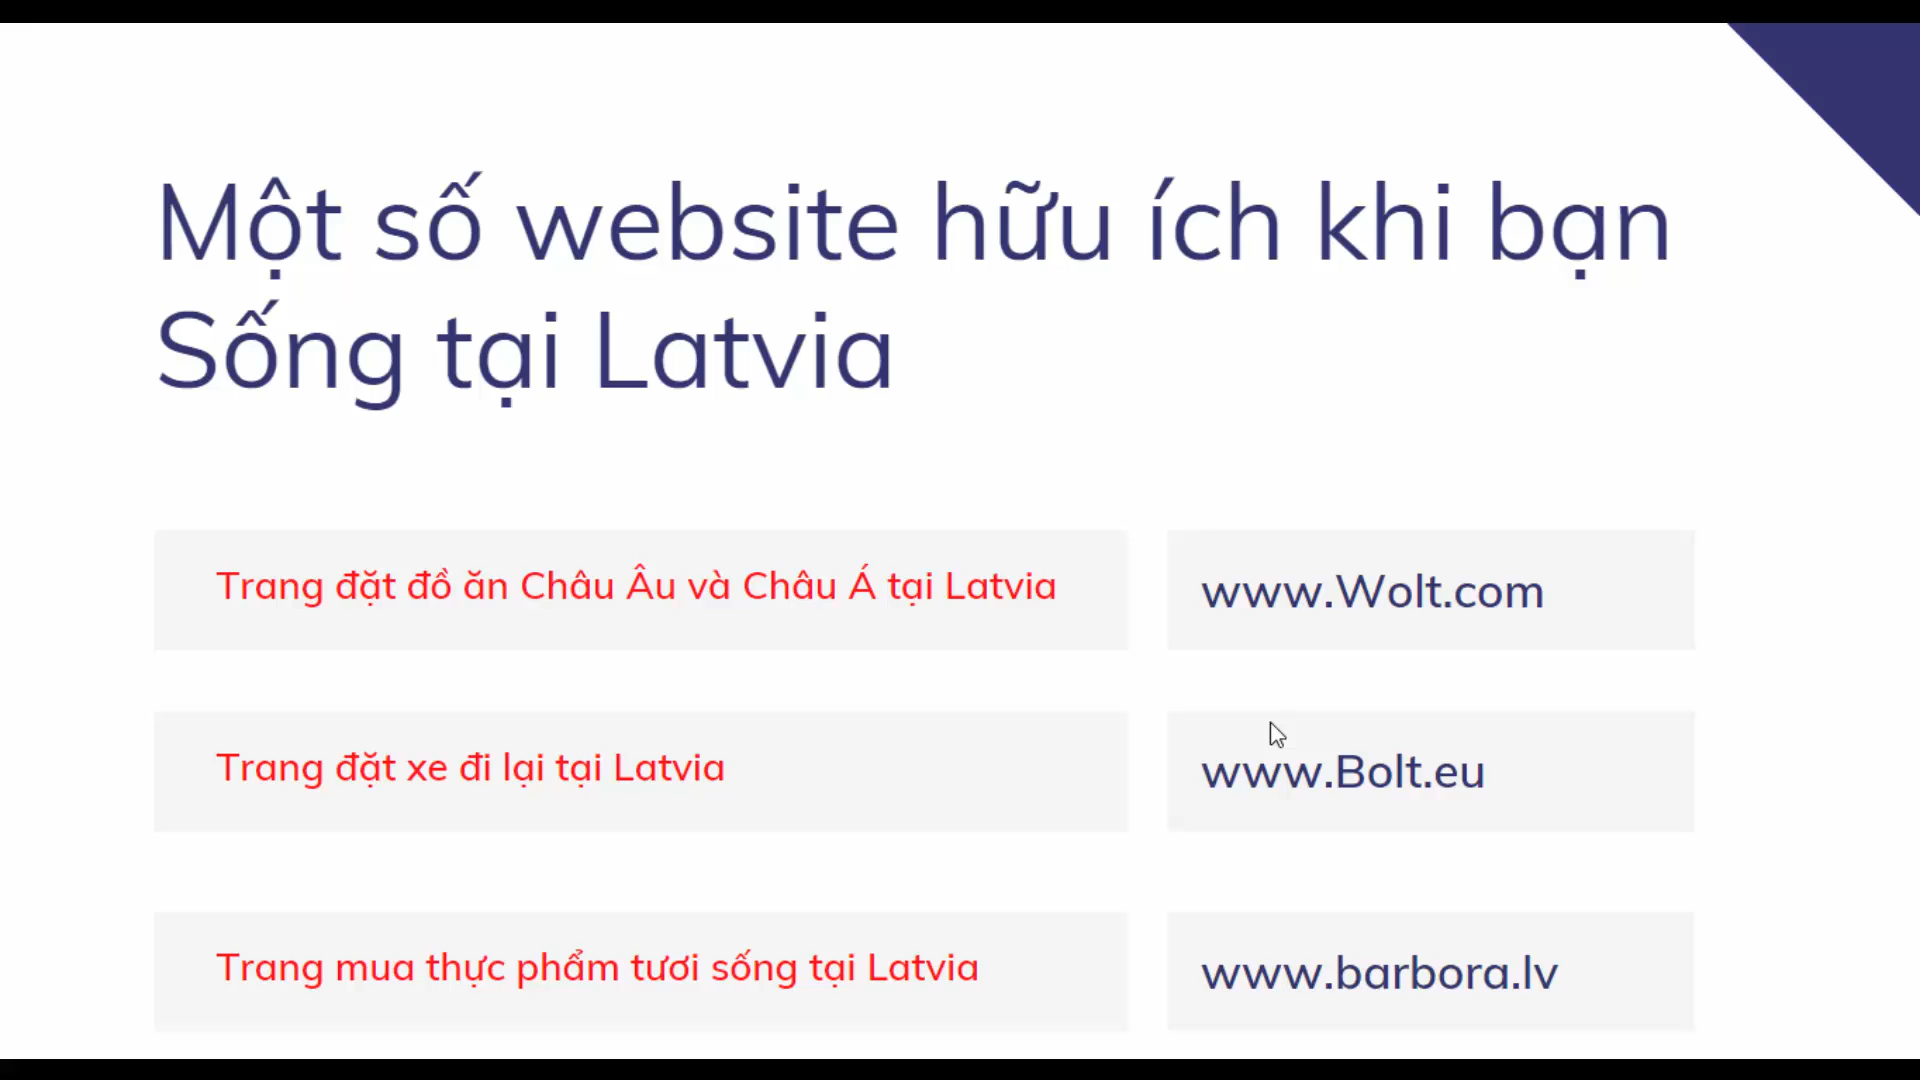 Một số website hữu ích khi bạn
Sống tại Latvia
Trang đặt đồ ăn Châu Âu và Châu Á tại Latvia
www.Wolt.com
Trang đặt xe đi lại tại Latvia
www.Bolt.eu
Trang mua thực phẩm tươi sống tại Latvia
www.barbora.lv